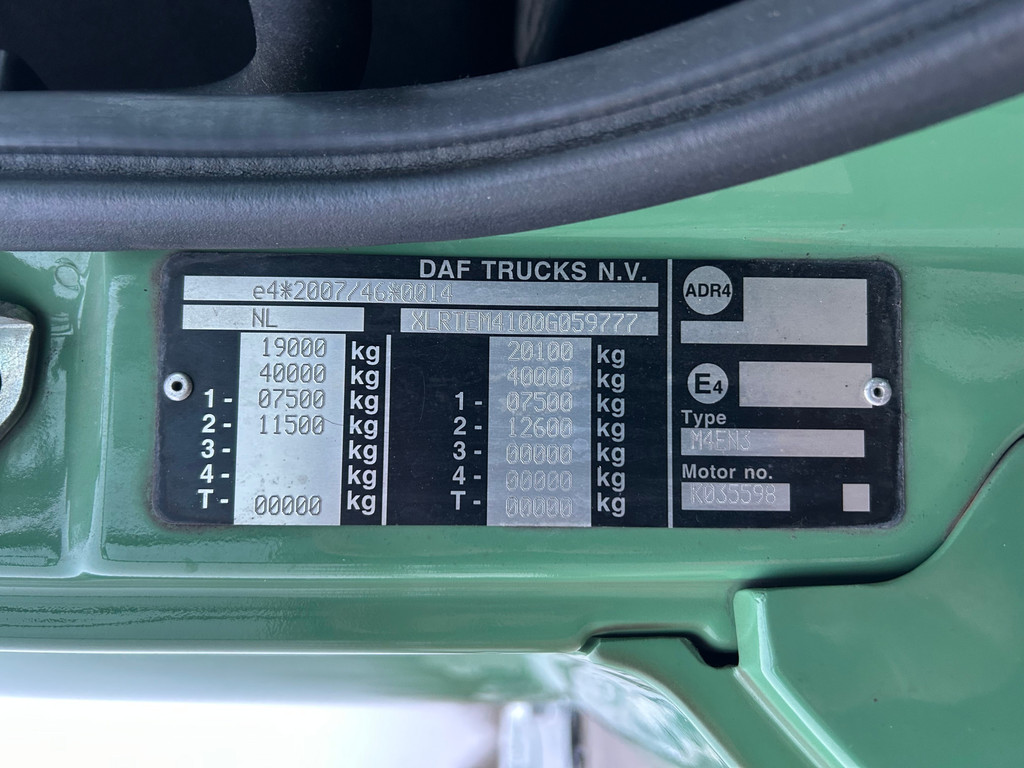 DAF TRUCKS N.V.
e4*2007/46*0014
NL XLRTEM4100G059777
19000 kg 20100 kg
40000 kg 40000 kg
1- 07500 kg 1- 07500 kg
2- 11500 kg 2- 12600 kg
3- kg 3- 00000 kg
4- kg 4- 00000 kg
T- 00000 kg T- 00000 kg
ADR4
E4
Type
M4EN3
Motor no.
K035598